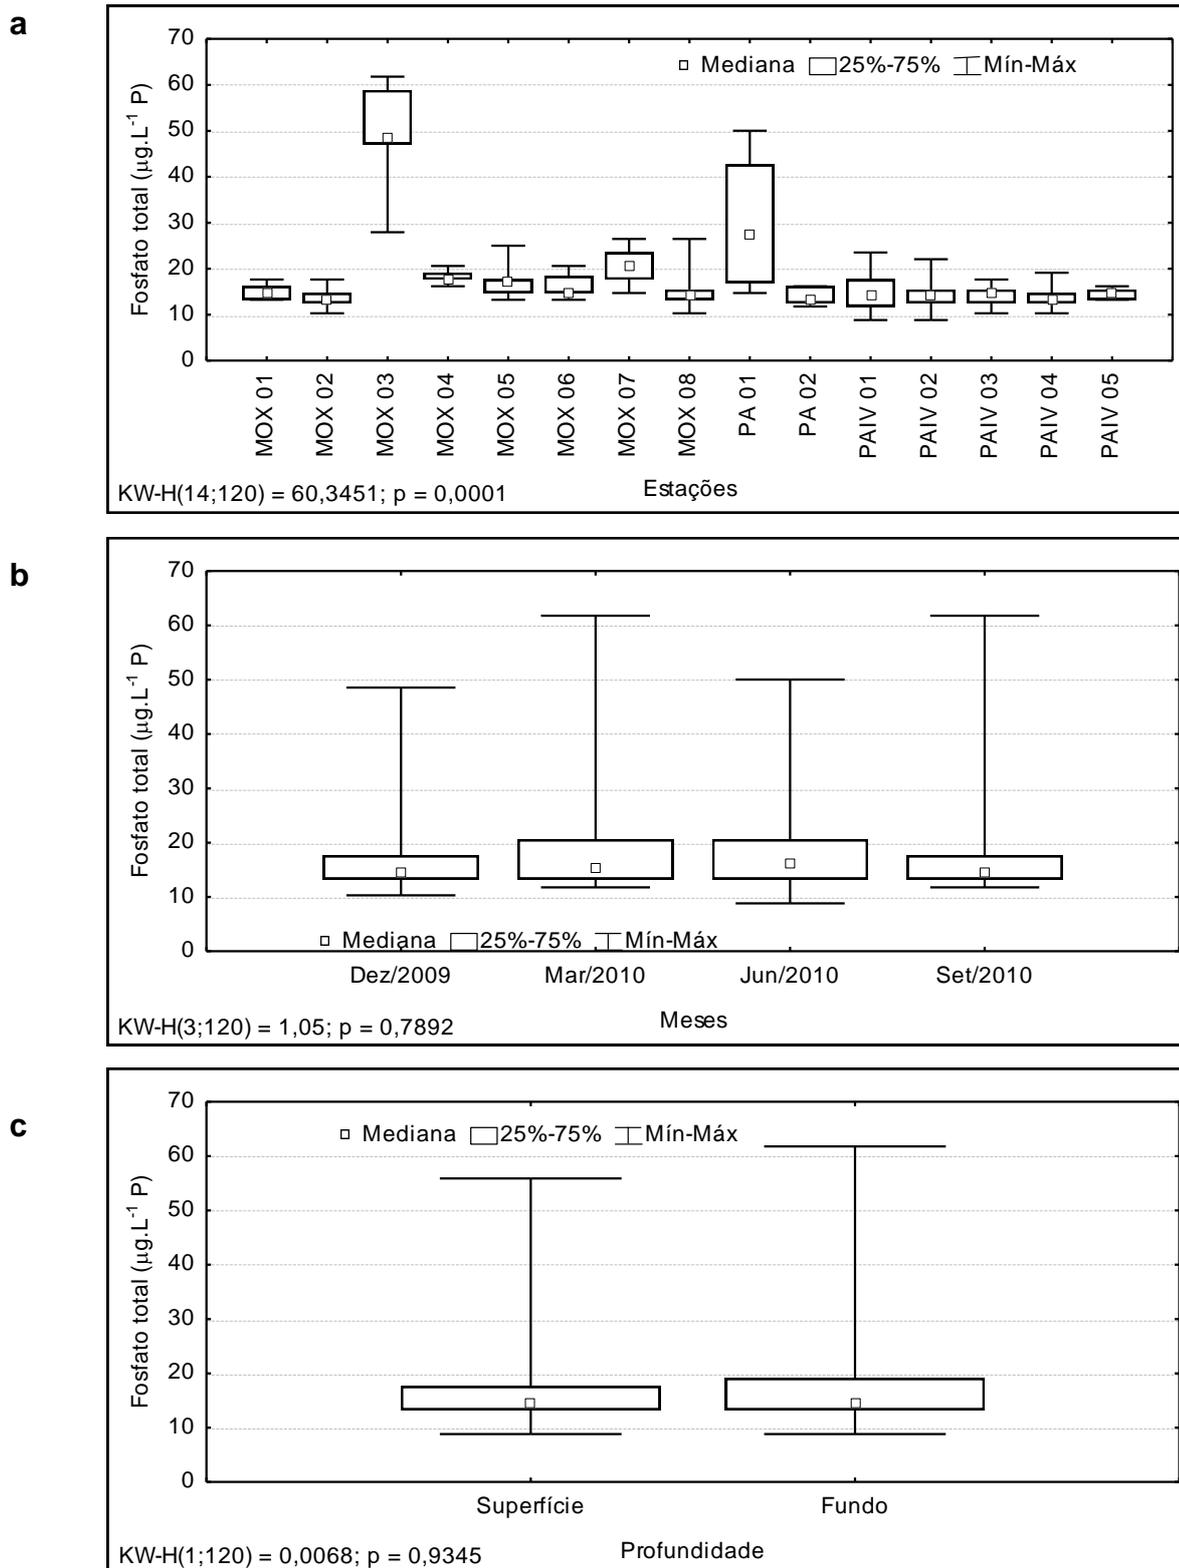 a
70
60
50
40
30
20
10
0
Fosfato total (µg.L⁻¹ P)
Mediana 25%-75% Mín-Máx
MOX 01
MOX 02
MOX 03
MOX 04
MOX 05
MOX 06
MOX 07
MOX 08
PA 01
PA 02
PAIV 01
PAIV 02
PAIV 03
PAIV 04
PAIV 05
Estações
KW-H(14;120) = 60,3451; p = 0,0001
b
70
60
50
40
30
20
10
0
Fosfato total (µg.L⁻¹ P)
Mediana 25%-75% Mín-Máx
Dez/2009 Mar/2010 Jun/2010 Set/2010
Meses
KW-H(3;120) = 1,05; p = 0,7892
c
70
60
50
40
30
20
10
0
Fosfato total (µg.L⁻¹ P)
Mediana 25%-75% Mín-Máx
Superfície Fundo
Profundidade
KW-H(1;120) = 0,0068; p = 0,9345